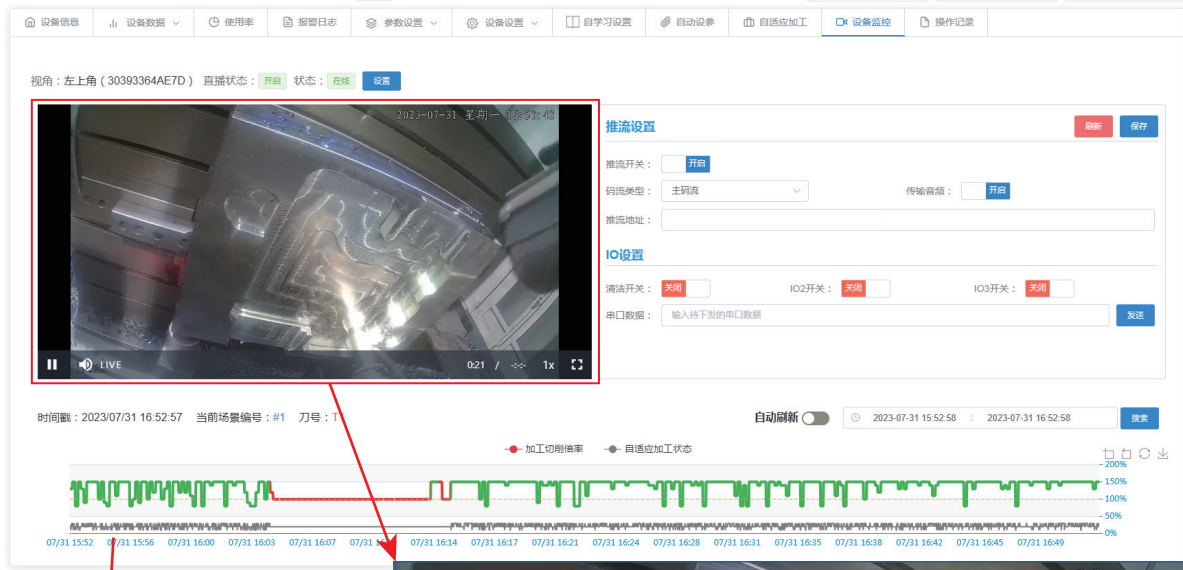 设备信息 设备数据 使用率 报警日志 参数设置 设备设置 自学习设置 自动设参 自适应加工 设备监控 操作记录
视角：左上角 ( 30393364AE7D ) 直播状态： 开启 状态： 在线 设置
2023-07-31 星期一
推流设置 刷新 保存
推流开关： 开启
码流类型： 主码流 传输音频： 开启
推流地址：
IO设置
清洁开关： 关闭 IO2开关： 关闭 IO3开关： 关闭
串口数据： 输入待下发的串口数据 发送
LIVE 0:21 / -:-:- 1x
时间戳：2023/07/31 16:52:57 当前场景编号：#1 刀号：T
自动刷新 2023-07-31 15:52:58 : 2023-07-31 16:52:58 搜索
加工切削倍率 自适应加工状态
200%
150%
100%
50%
0%
07/31 15:52 07/31 15:56 07/31 16:00 07/31 16:03 07/31 16:07 07/31 16:14 07/31 16:17 07/31 16:21 07/31 16:24 07/31 16:28 07/31 16:31 07/31 16:35 07/31 16:38 07/31 16:42 07/31 16:45 07/31 16:49